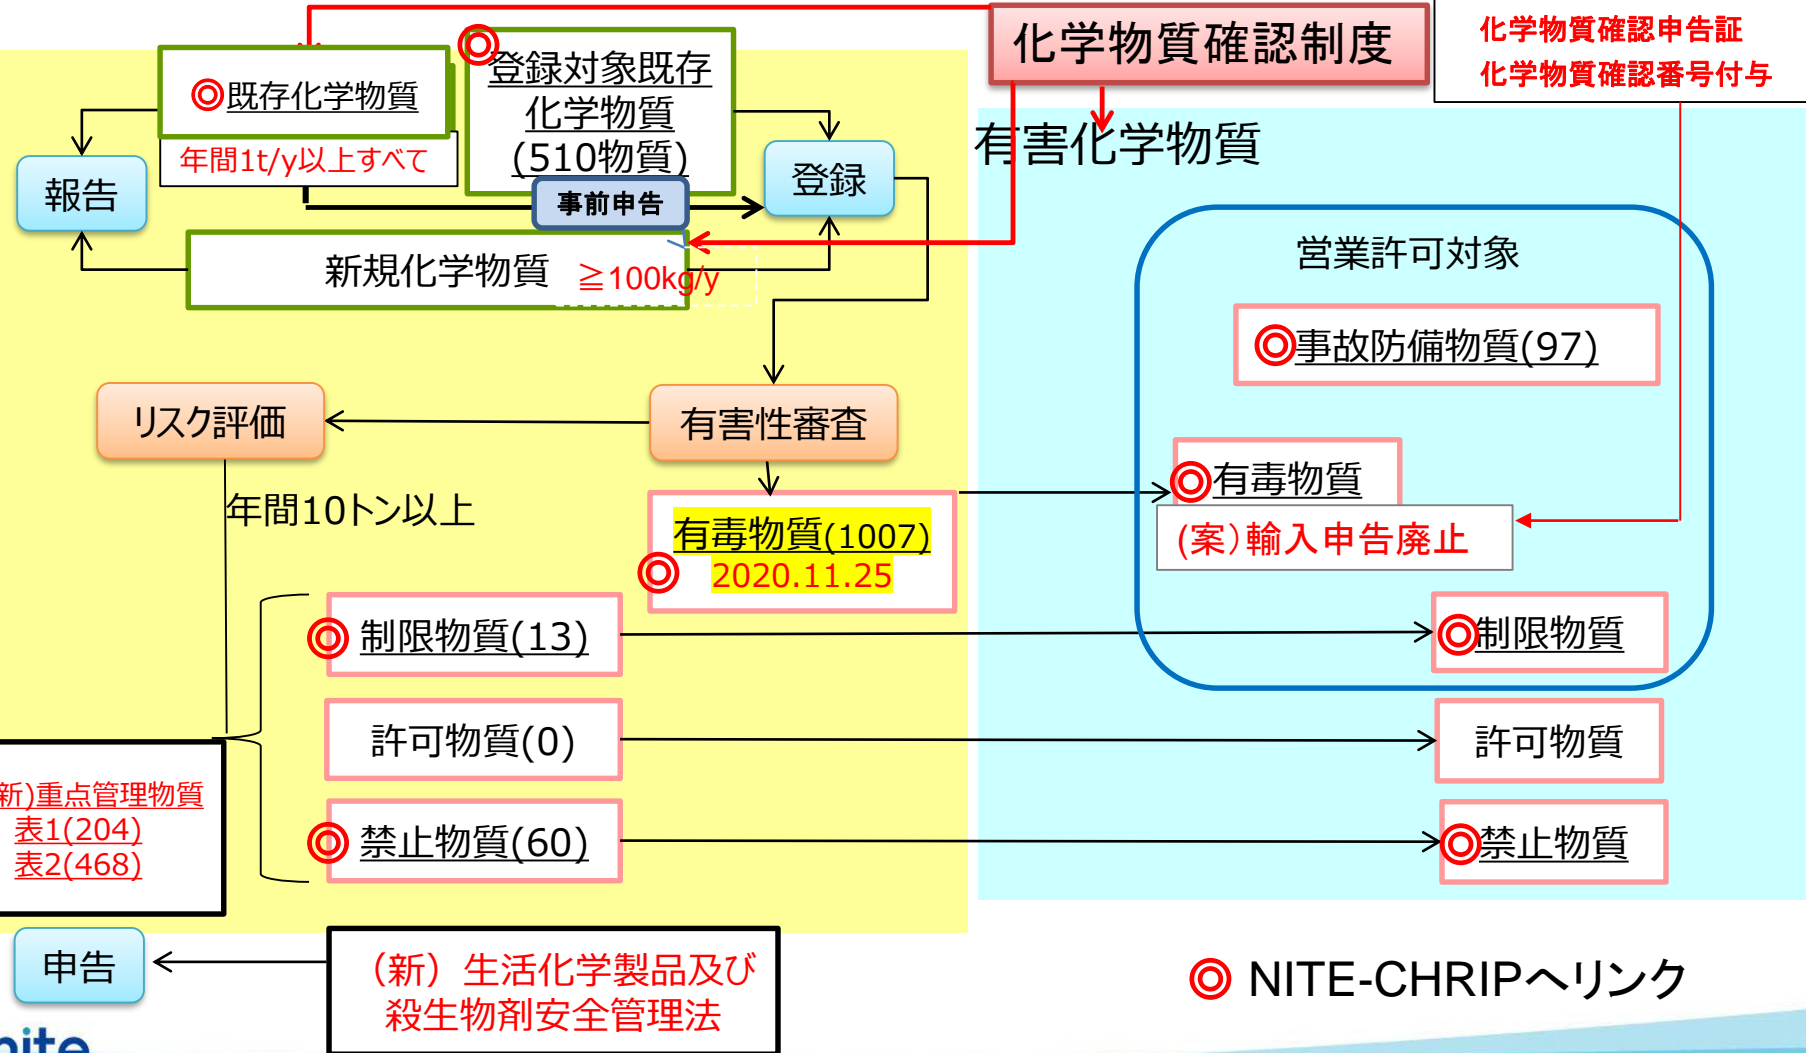 化学物質確認制度
化学物質確認申告証
化学物質確認番号付与
◎既存化学物質
年間1t/y以上すべて
◎登録対象既存
化学物質
(510物質)
報告
事前申告
登録
新規化学物質 ≧100kg/y
有害化学物質
営業許可対象
◎事故防備物質(97)
リスク評価
有害性審査
年間10トン以上
有毒物質(1007)
◎ 2020.11.25
◎有毒物質
(案)輸入申告廃止
◎ 制限物質(13)
◎制限物質
許可物質(0)
許可物質
新)重点管理物質
表1(204)
表2(468)
◎ 禁止物質(60)
◎禁止物質
申告
（新）生活化学製品及び
殺生物剤安全管理法
◎ NITE-CHRIPへリンク
nite